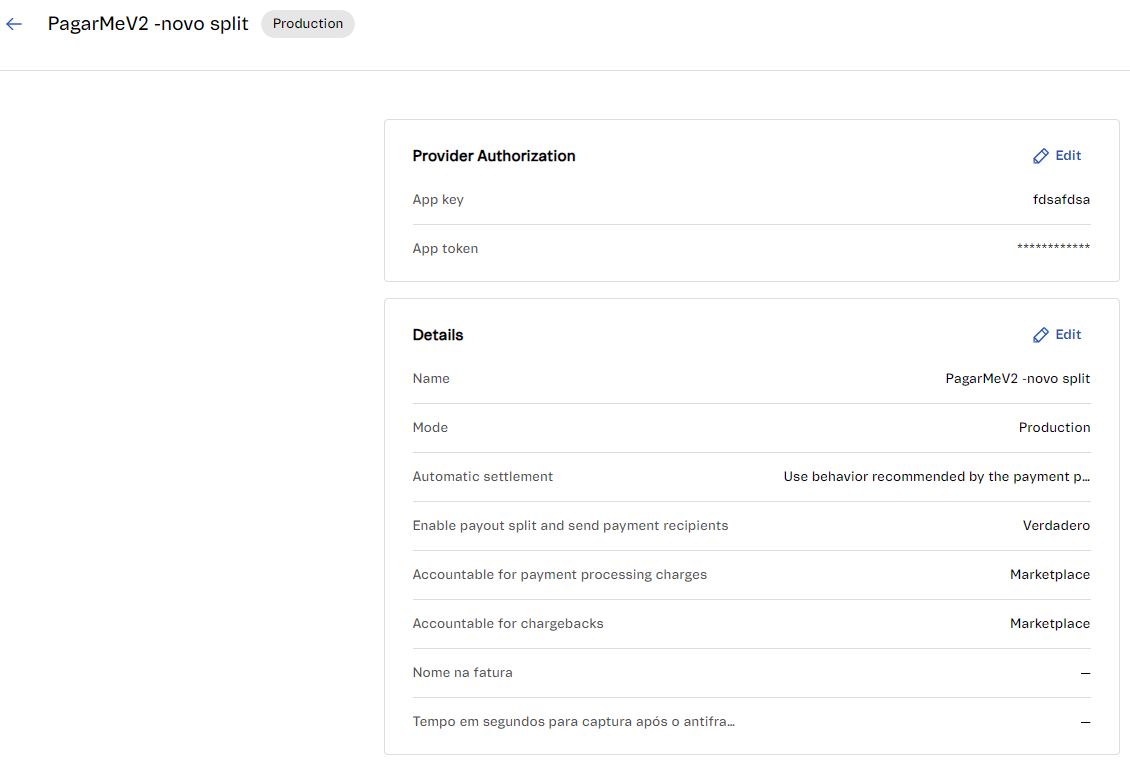 PagarMeV2 -novo split Production
Provider Authorization Edit
App key fdsafdsa
App token ************
Details Edit
Name PagarMeV2 -novo split
Mode Production
Automatic settlement Use behavior recommended by the payment p...
Enable payout split and send payment recipients Verdadero
Accountable for payment processing charges Marketplace
Accountable for chargebacks Marketplace
Nome na fatura —
Tempo em segundos para captura após o antifra... —